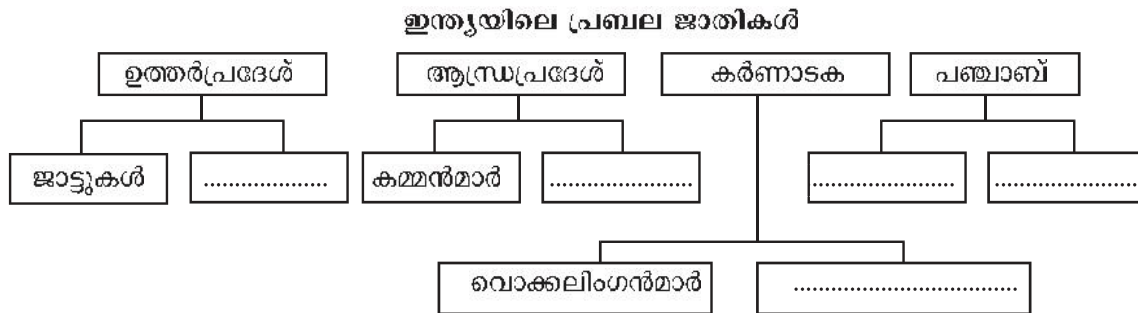 ഇന്ത്യയിലെ പ്രബല ജാതികൾ
ഉത്തർപ്രദേശ് ആന്ധ്രപ്രദേശ് കർണാടക പഞ്ചാബ്
ജാട്ടുകൾ ................... കമ്മൻമാർ ...................... ...................... ......................
വൊക്കലിംഗൻമാർ ..................................